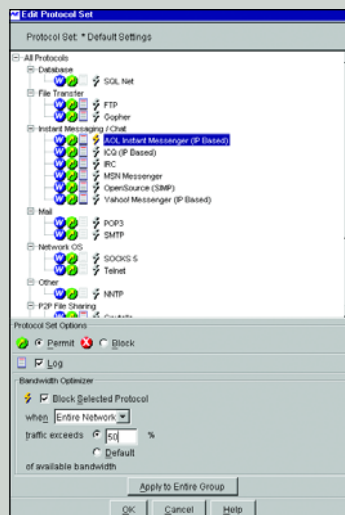 Edit Protocol Set
Protocol Set: * Default Settings
All Protocols
Database
SQL Net
File Transfer
FTP
Gopher
Instant Messaging / Chat
AOL Instant Messenger (IP Based)
ICQ (IP Based)
IRC
MSN Messenger
OpenSource (SIMP)
Yahoo! Messenger (IP Based)
Mail
POP3
SMTP
Network OS
SOCKS 5
Telnet
Other
NNTP
P2P File Sharing
Protocol Set Options
Permit Block
Log
Bandwidth Optimizer
Block Selected Protocol
when Entire Network
traffic exceeds 50 %
Default
of available bandwidth
Apply to Entire Group
OK Cancel Help